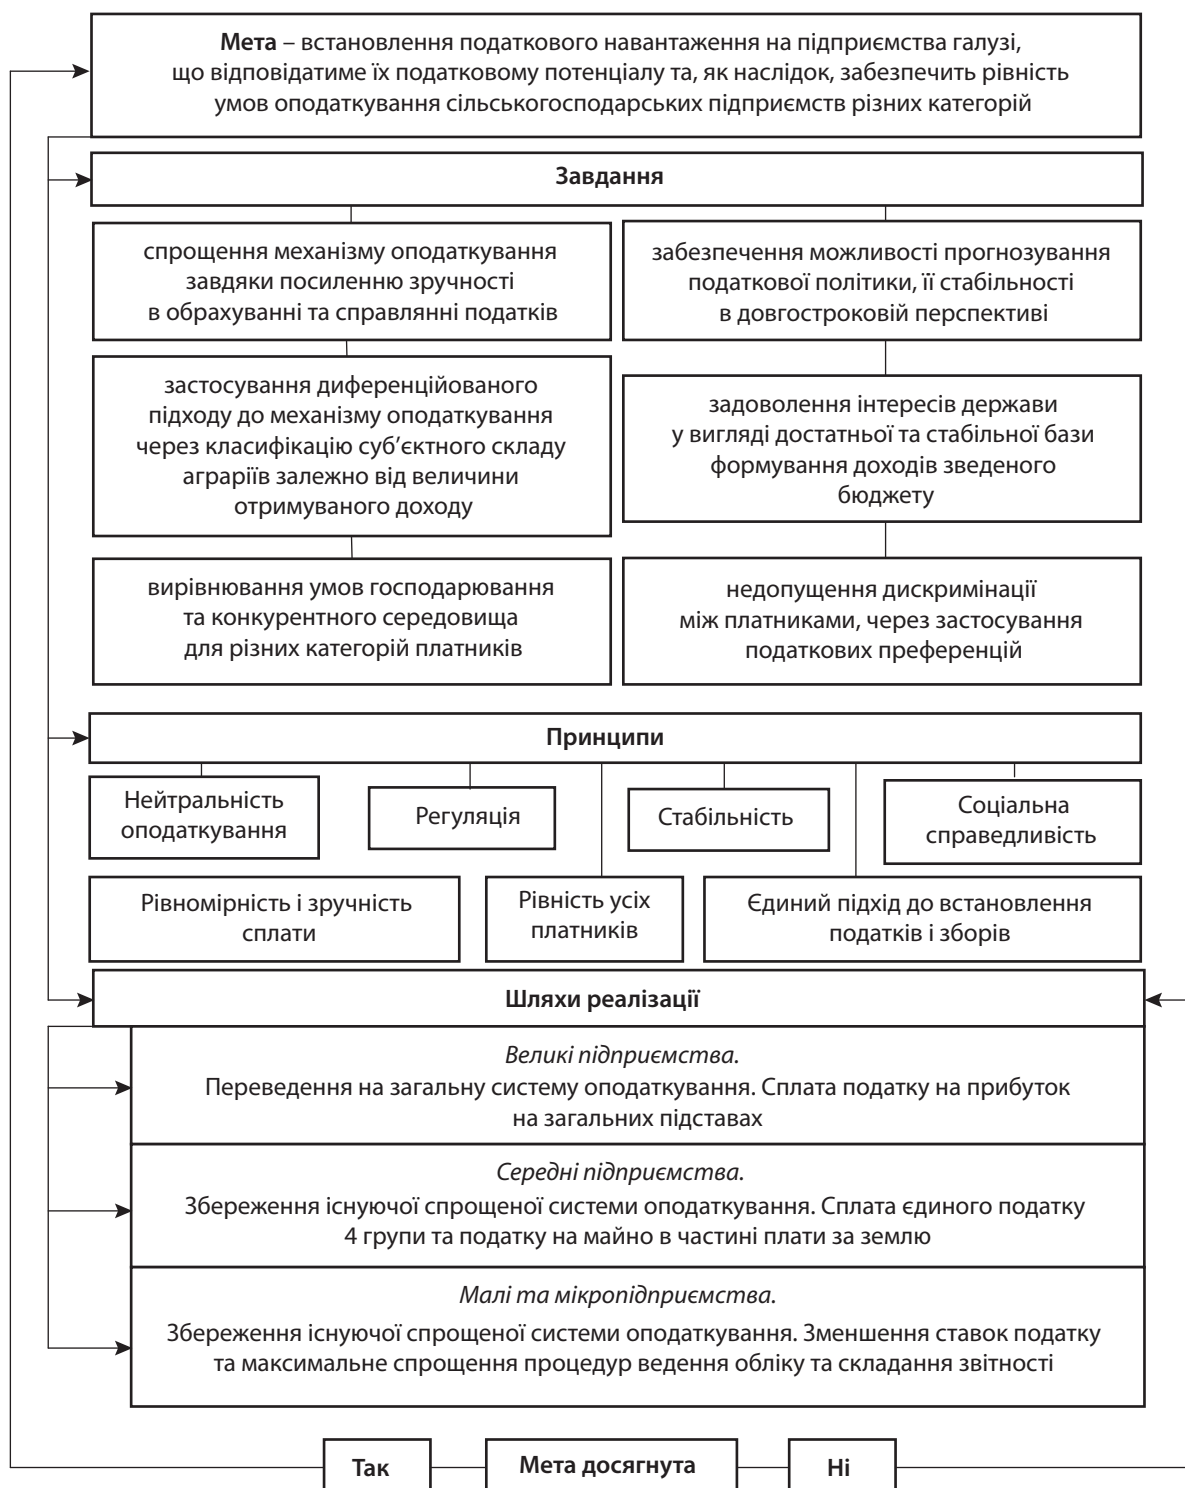 Мета – встановлення податкового навантаження на підприємства галузі,
що відповідатиме їх податковому потенціалу та, як наслідок, забезпечить рівність
умов оподаткування сільськогосподарських підприємств різних категорій
Завдання
спрощення механізму оподаткування
завдяки посиленню зручності
в обрахуванні та справлянні податків
забезпечення можливості прогнозування
податкової політики, її стабільності
в довгостроковій перспективі
застосування диференційованого
підходу до механізму оподаткування
через класифікацію суб’єктного складу
аграріїв залежно від величини
отримуваного доходу
задоволення інтересів держави
у вигляді достатньої та стабільної бази
формування доходів зведеного
бюджету
вирівнювання умов господарювання
та конкурентного середовища
для різних категорій платників
недопущення дискримінації
між платниками, через застосування
податкових преференцій
Принципи
Нейтральність
оподаткування
Регуляція
Стабільність
Соціальна
справедливість
Рівномірність і зручність
сплати
Рівність усіх
платників
Єдиний підхід до встановлення
податків і зборів
Шляхи реалізації
Великі підприємства.
Переведення на загальну систему оподаткування. Сплата податку на прибуток
на загальних підставах
Середні підприємства.
Збереження існуючої спрощеної системи оподаткування. Сплата єдиного податку
4 групи та податку на майно в частині плати за землю
Малі та мікропідприємства.
Збереження існуючої спрощеної системи оподаткування. Зменшення ставок податку
та максимальне спрощення процедур ведення обліку та складання звітності
Так
Мета досягнута
Ні